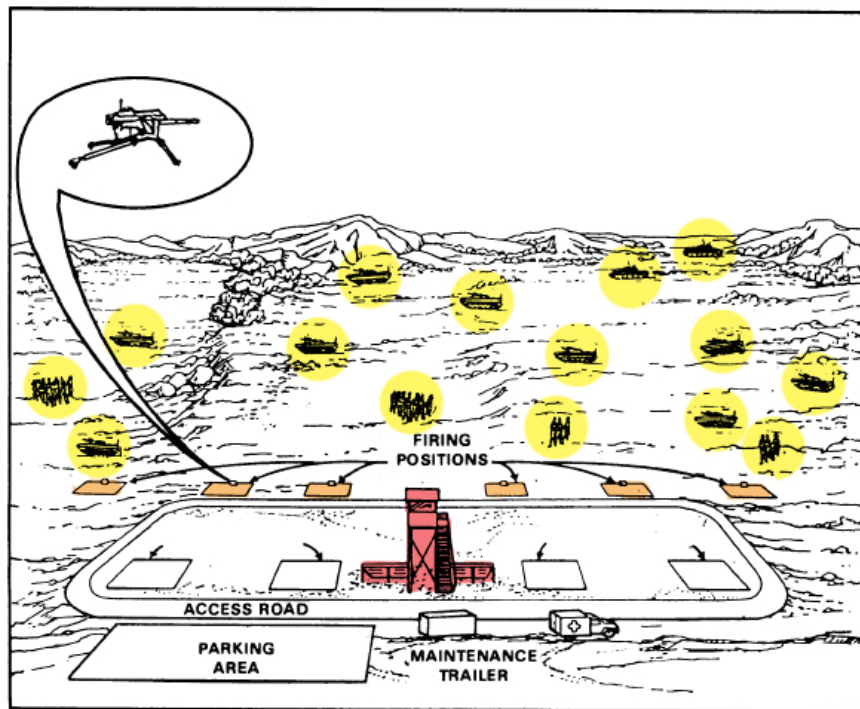 FIRING
POSITIONS
ACCESS ROAD
PARKING
AREA
MAINTENANCE
TRAILER